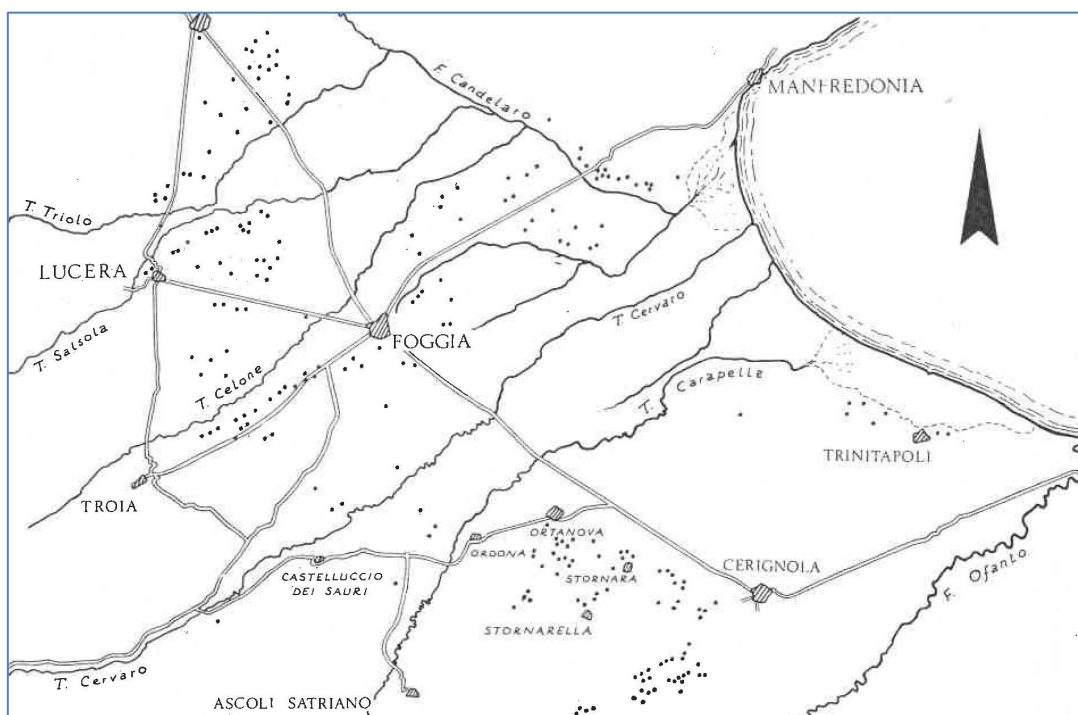 F. Candelaro
MANFREDONIA
T. Triolo
LUCERA
T. Salsola
FOGGIA
T. Cervaro
T. Celone
T. Carapelle
TRINITAPOLI
TROIA
ORTANOVA
ORDONA
CASTELLUCCIO
DEI SAURI
STORNARA
CERIGNOLA
F. Ofanto
STORNARELLA
T. Cervaro
ASCOLI SATRIANO